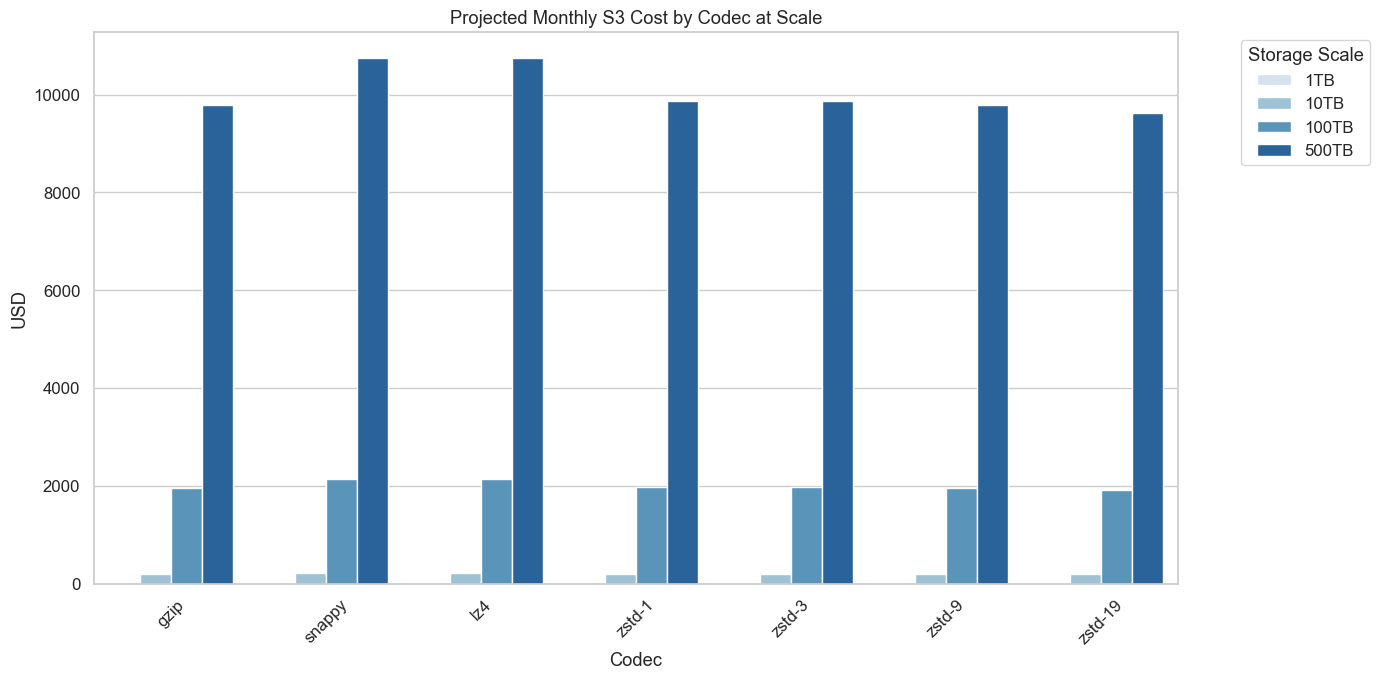 Projected Monthly S3 Cost by Codec at Scale
USD
10000
8000
6000
4000
2000
0
gzip
snappy
lz4
zstd-1
zstd-3
zstd-9
zstd-19
Codec
Storage Scale
1TB
10TB
100TB
500TB